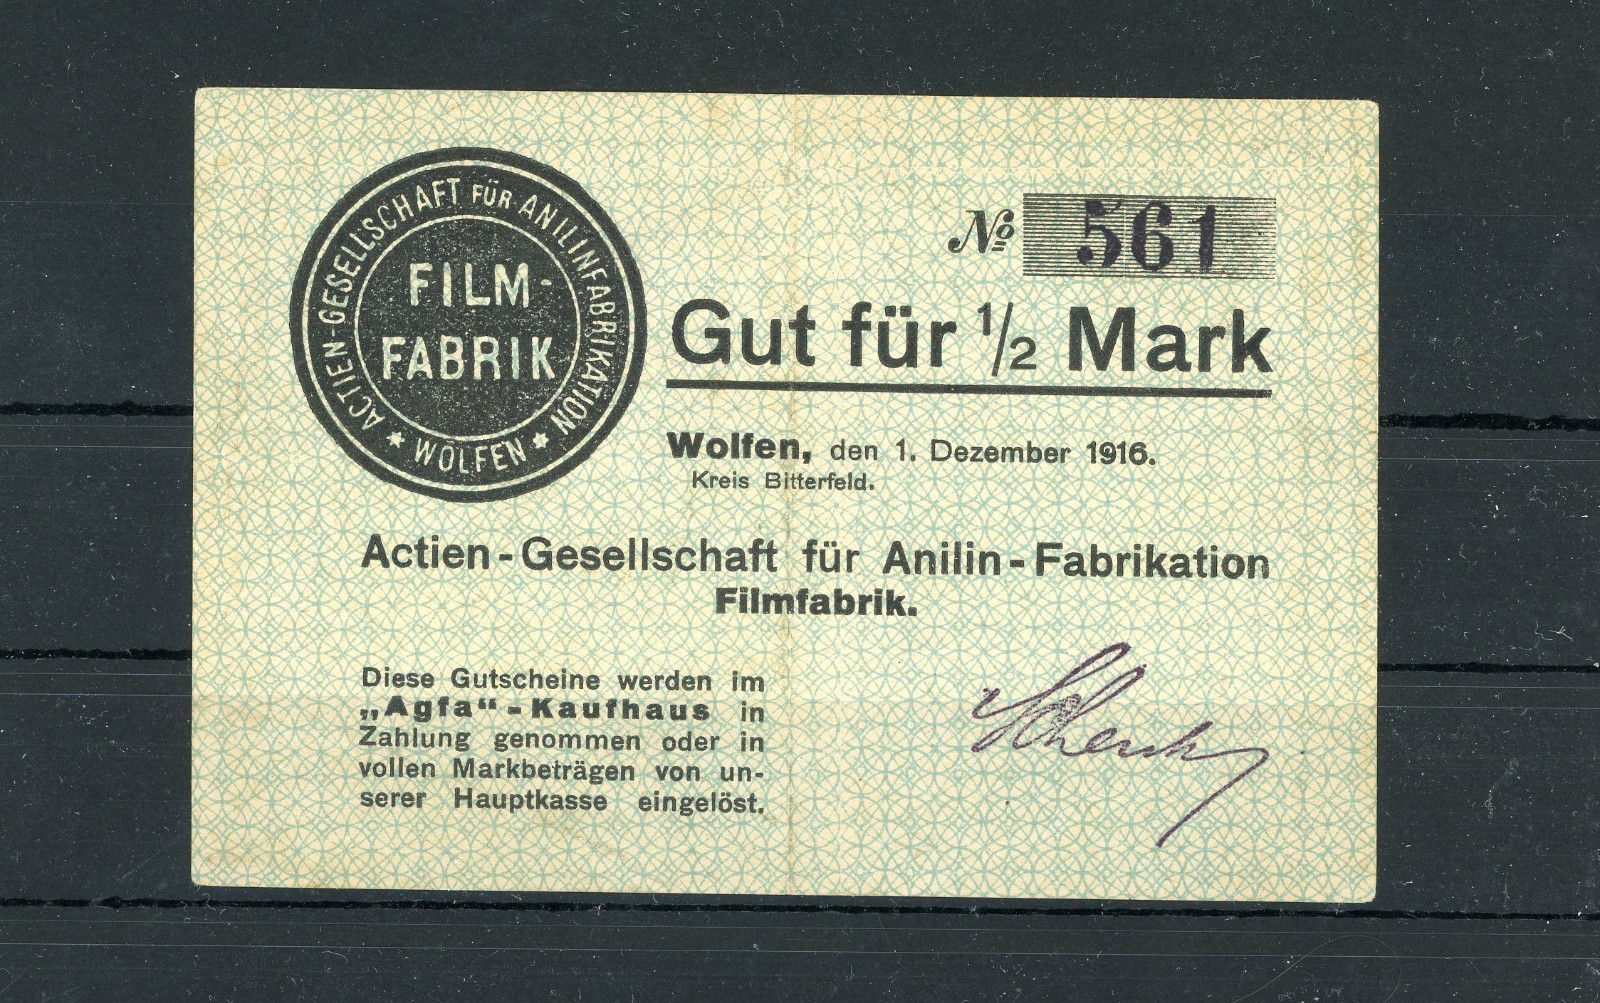 ACTIEN-GESELLSCHAFT FÜR ANILINFABRIKATION
FILM-
FABRIK
★ WOLFEN ★
№ 561
Gut für 1/2 Mark
Wolfen, den 1. Dezember 1916.
Kreis Bitterfeld.
Actien-Gesellschaft für Anilin-Fabrikation
Filmfabrik.
Diese Gutscheine werden im
„Agfa“-Kaufhaus in
Zahlung genommen oder in
vollen Markbeträgen von un-
serer Hauptkasse eingelöst.